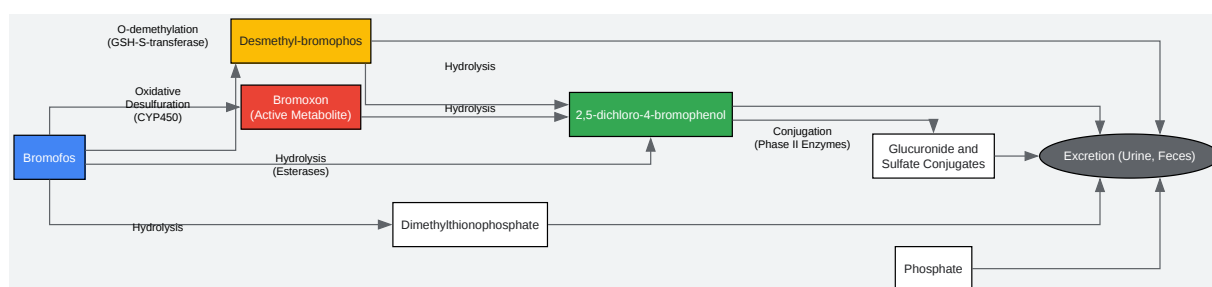 O-demethylation
(GSH-S-transferase)
Desmethyl-bromophos
Hydrolysis
Oxidative
Desulfuration
(CYP450)
Bromoxon
(Active Metabolite)
Hydrolysis
2,5-dichloro-4-bromophenol
Conjugation
(Phase II Enzymes)
Glucuronide and
Sulfate Conjugates
Excretion (Urine, Feces)
Bromofos
Hydrolysis
(Esterases)
Hydrolysis
Dimethylthionophosphate
Phosphate